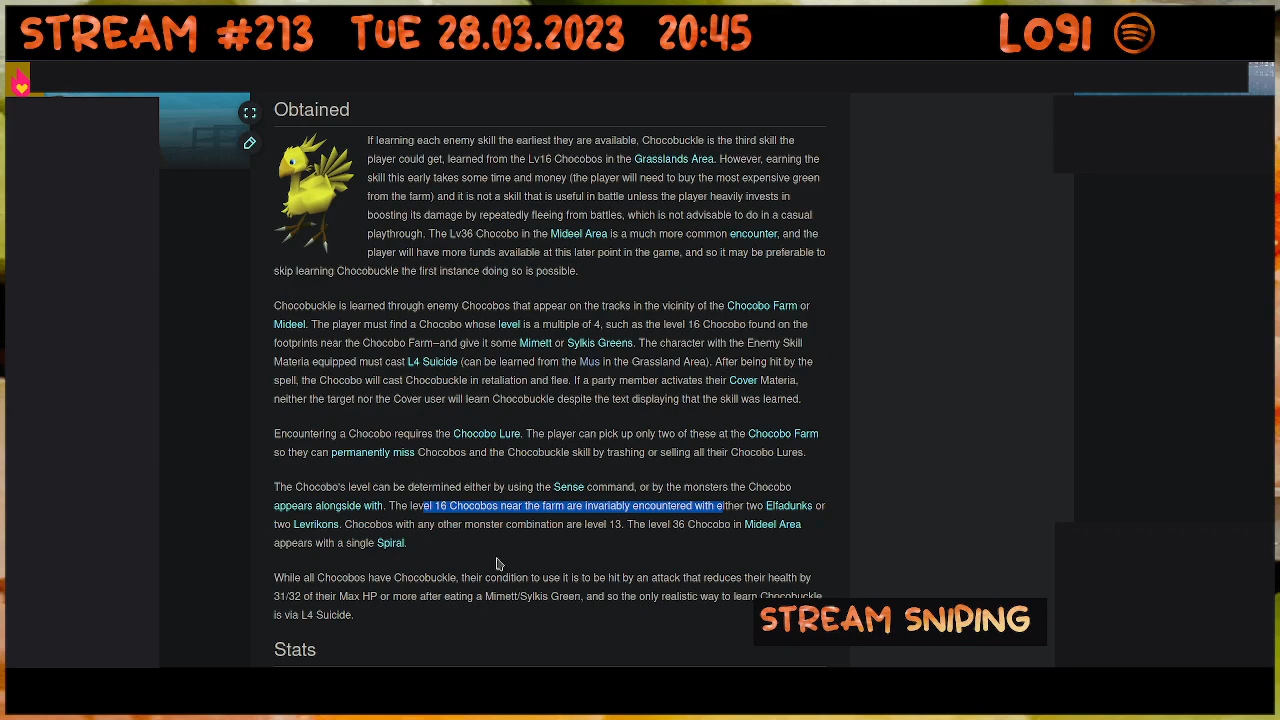 STREAM #213 TUE 28.03.2023 20:45 LO9I
Obtained
If learning each enemy skill the earliest they are available, Chocobuckle is the third skill the
player could get, learned from the Lv16 Chocobos in the Grasslands Area. However, earning the
skill this early takes some time and money (the player will need to buy the most expensive green
from the farm) and it is not a skill that is useful in battle unless the player heavily invests in
boosting its damage by repeatedly fleeing from battles, which is not advisable to do in a casual
playthrough. The Lv36 Chocobo in the Mideel Area is a much more common encounter, and the
player will have more funds available at this later point in the game, and so it may be preferable to
skip learning Chocobuckle the first instance doing so is possible.
Chocobuckle is learned through enemy Chocobos that appear on the tracks in the vicinity of the Chocobo Farm or
Mideel. The player must find a Chocobo whose level is a multiple of 4, such as the level 16 Chocobo found on the
footprints near the Chocobo Farm–and give it some Mimett or Sylkis Greens. The character with the Enemy Skill
Materia equipped must cast L4 Suicide (can be learned from the Mus in the Grassland Area). After being hit by the
spell, the Chocobo will cast Chocobuckle in retaliation and flee. If a party member activates their Cover Materia,
neither the target nor the Cover user will learn Chocobuckle despite the text displaying that the skill was learned.
Encountering a Chocobo requires the Chocobo Lure. The player can pick up only two of these at the Chocobo Farm
so they can permanently miss Chocobos and the Chocobuckle skill by trashing or selling all their Chocobo Lures.
The Chocobo's level can be determined either by using the Sense command, or by the monsters the Chocobo
appears alongside with. The level 16 Chocobos near the farm are invariably encountered with either two Elfadunks or
two Levrikons. Chocobos with any other monster combination are level 13. The level 36 Chocobo in Mideel Area
appears with a single Spiral.
While all Chocobos have Chocobuckle, their condition to use it is to be hit by an attack that reduces their health by
31/32 of their Max HP or more after eating a Mimett/Sylkis Green, and so the only realistic way to learn Chocobuckle
is via L4 Suicide.
STREAM SNIPING
Stats